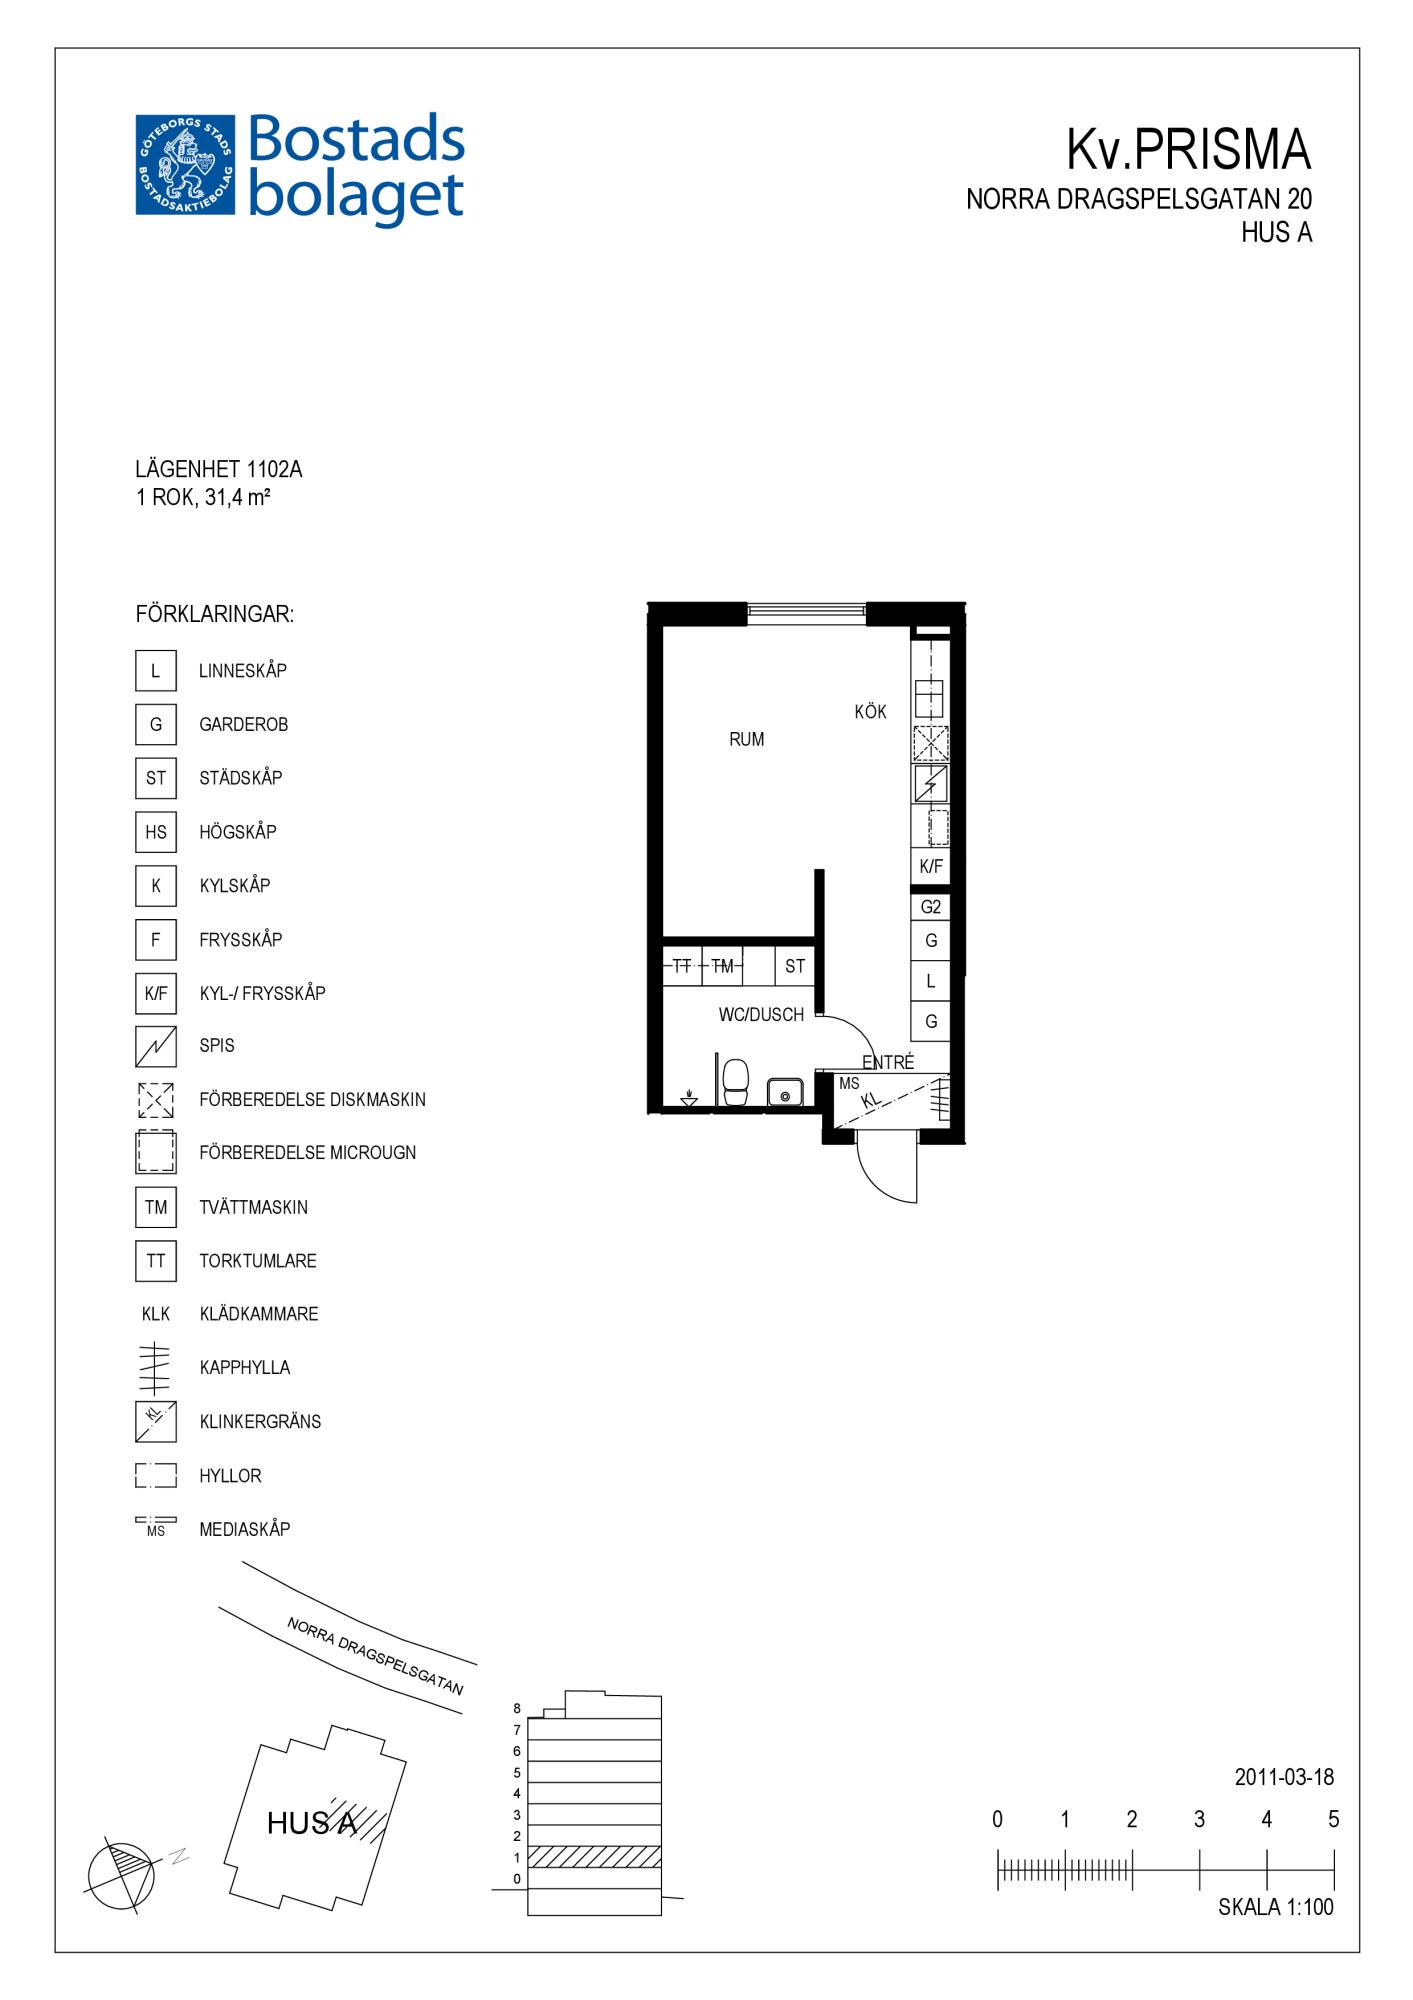 GÖTEBORGS STADS
BOSTADSAKTIEBOLAG
Bostads
bolaget
Kv.PRISMA
NORRA DRAGSPELSGATAN 20
HUS A
LÄGENHET 1102A
1 ROK, 31,4 m²
FÖRKLARINGAR:
L LINNESKÅP
G GARDEROB
ST STÄDSKÅP
HS HÖGSKÅP
K KYLSKÅP
F FRYSSKÅP
K/F KYL-/ FRYSSKÅP
SPIS
FÖRBEREDELSE DISKMASKIN
FÖRBEREDELSE MICROUGN
TM TVÄTTMASKIN
TT TORKTUMLARE
KLK KLÄDKAMMARE
KAPPHYLLA
KL KLINKERGRÄNS
HYLLOR
MS MEDIASKÅP
KÖK
RUM
K/F
G2
G
TT TM ST
L
WC/DUSCH
G
ENTRÉ
MS
KL
NORRA DRAGSPELSGATAN
HUS A
N
8
7
6
5
4
3
2
1
0
2011-03-18
0 1 2 3 4 5
SKALA 1:100